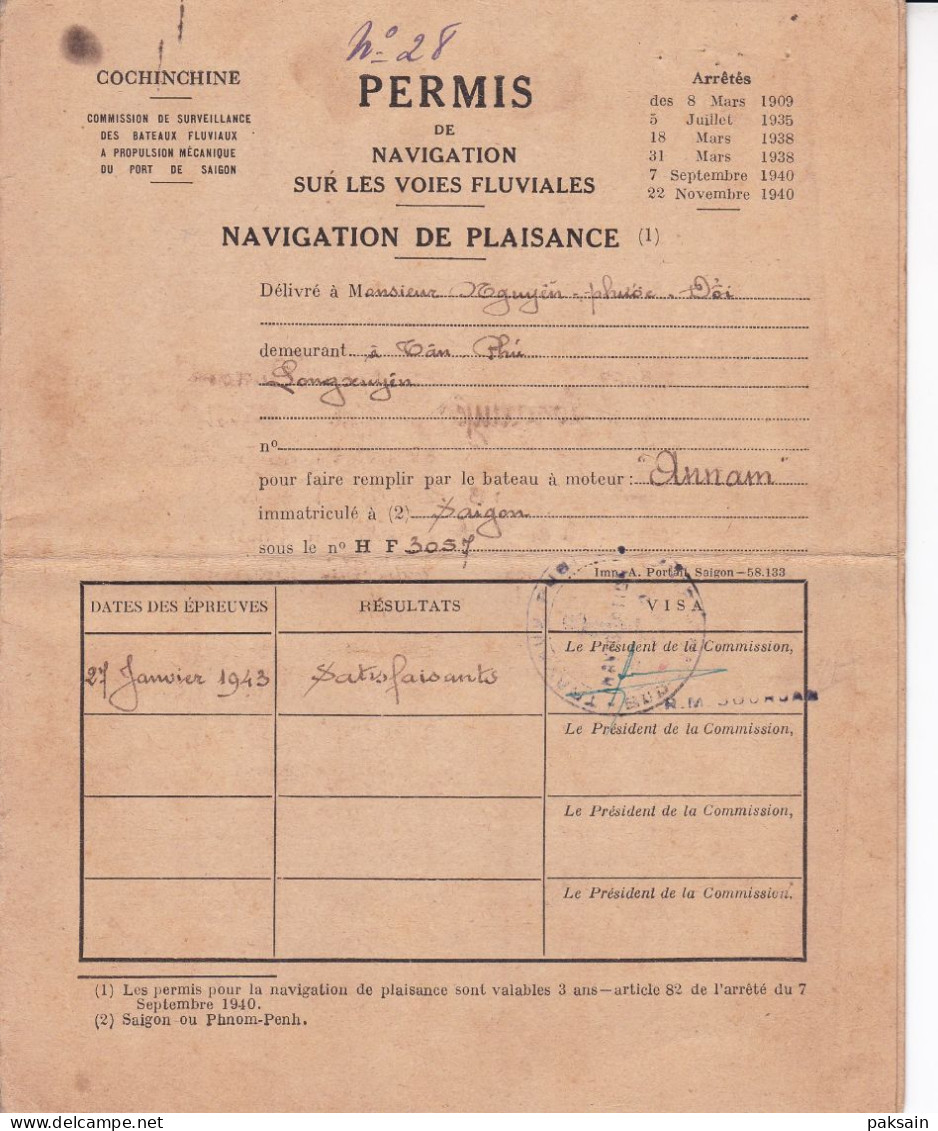 Nº 28
COCHINCHINE
COMMISSION DE SURVEILLANCE
DES BATEAUX FLUVIAUX
A PROPULSION MÉCANIQUE
DU PORT DE SAIGON
PERMIS
DE
NAVIGATION
SUR LES VOIES FLUVIALES
Arrêtés
des 8 Mars 1909
5 Juillet 1935
18 Mars 1938
31 Mars 1938
7 Septembre 1940
22 Novembre 1940
NAVIGATION DE PLAISANCE (1)
Délivré à Monsieur Nguyễn-phước-Dôi
demeurant à Tân Phú
Longxuyên
nº
pour faire remplir par le bateau à moteur: "Annam"
immatriculé à (2) Saigon
sous le nº H F 3057
Imp. A. Portail Saigon—58.133
DATES DES ÉPREUVES RÉSULTATS VISA
Le Président de la Commission,
27 Janvier 1943 Satisfaisants
Le Président de la Commission,
Le Président de la Commission,
Le Président de la Commission.
(1) Les permis pour la navigation de plaisance sont valables 3 ans—article 82 de l'arrêté du 7
Septembre 1940.
(2) Saigon ou Phnom-Penh.
paksain